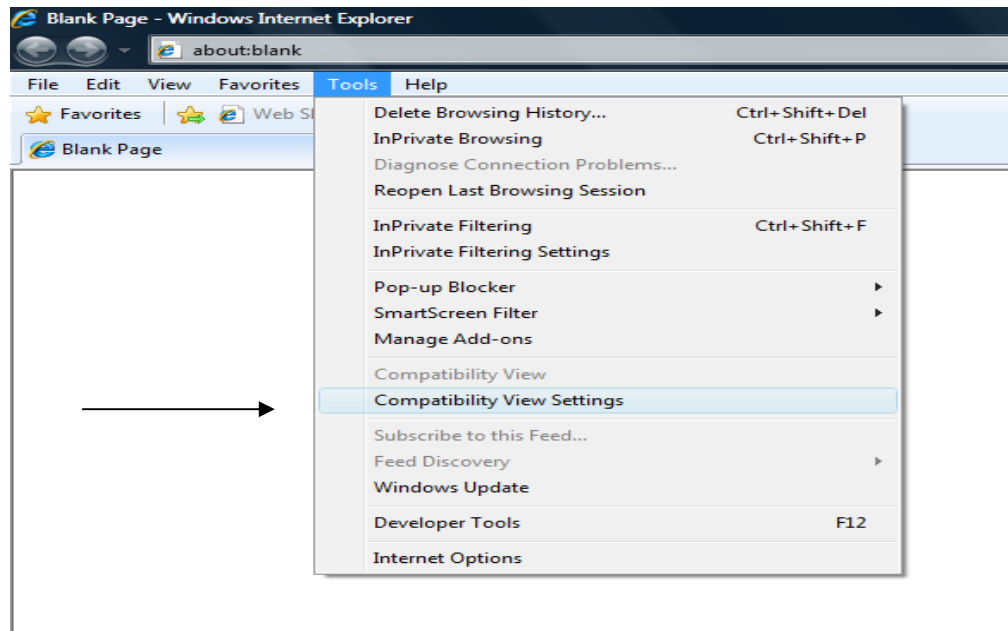 Blank Page - Windows Internet Explorer
about:blank
File Edit View Favorites Tools Help
Favorites Web
Blank Page
Delete Browsing History... Ctrl+Shift+Del
InPrivate Browsing Ctrl+Shift+P
Diagnose Connection Problems...
Reopen Last Browsing Session
InPrivate Filtering Ctrl+Shift+F
InPrivate Filtering Settings
Pop-up Blocker
SmartScreen Filter
Manage Add-ons
Compatibility View
Compatibility View Settings
Subscribe to this Feed...
Feed Discovery
Windows Update
Developer Tools F12
Internet Options